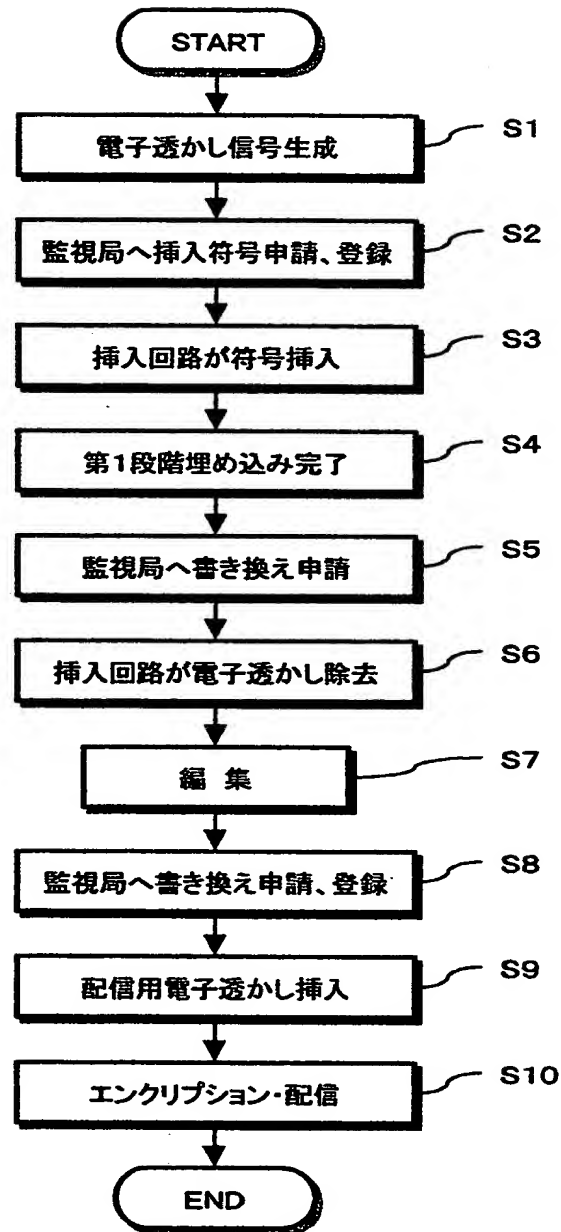 START
電子透かし信号生成 S1
監視局へ挿入符号申請、登録 S2
挿入回路が符号挿入 S3
第1段階埋め込み完了 S4
監視局へ書き換え申請 S5
挿入回路が電子透かし除去 S6
編 集 S7
監視局へ書き換え申請、登録 S8
配信用電子透かし挿入 S9
エンクリプション・配信 S10
END